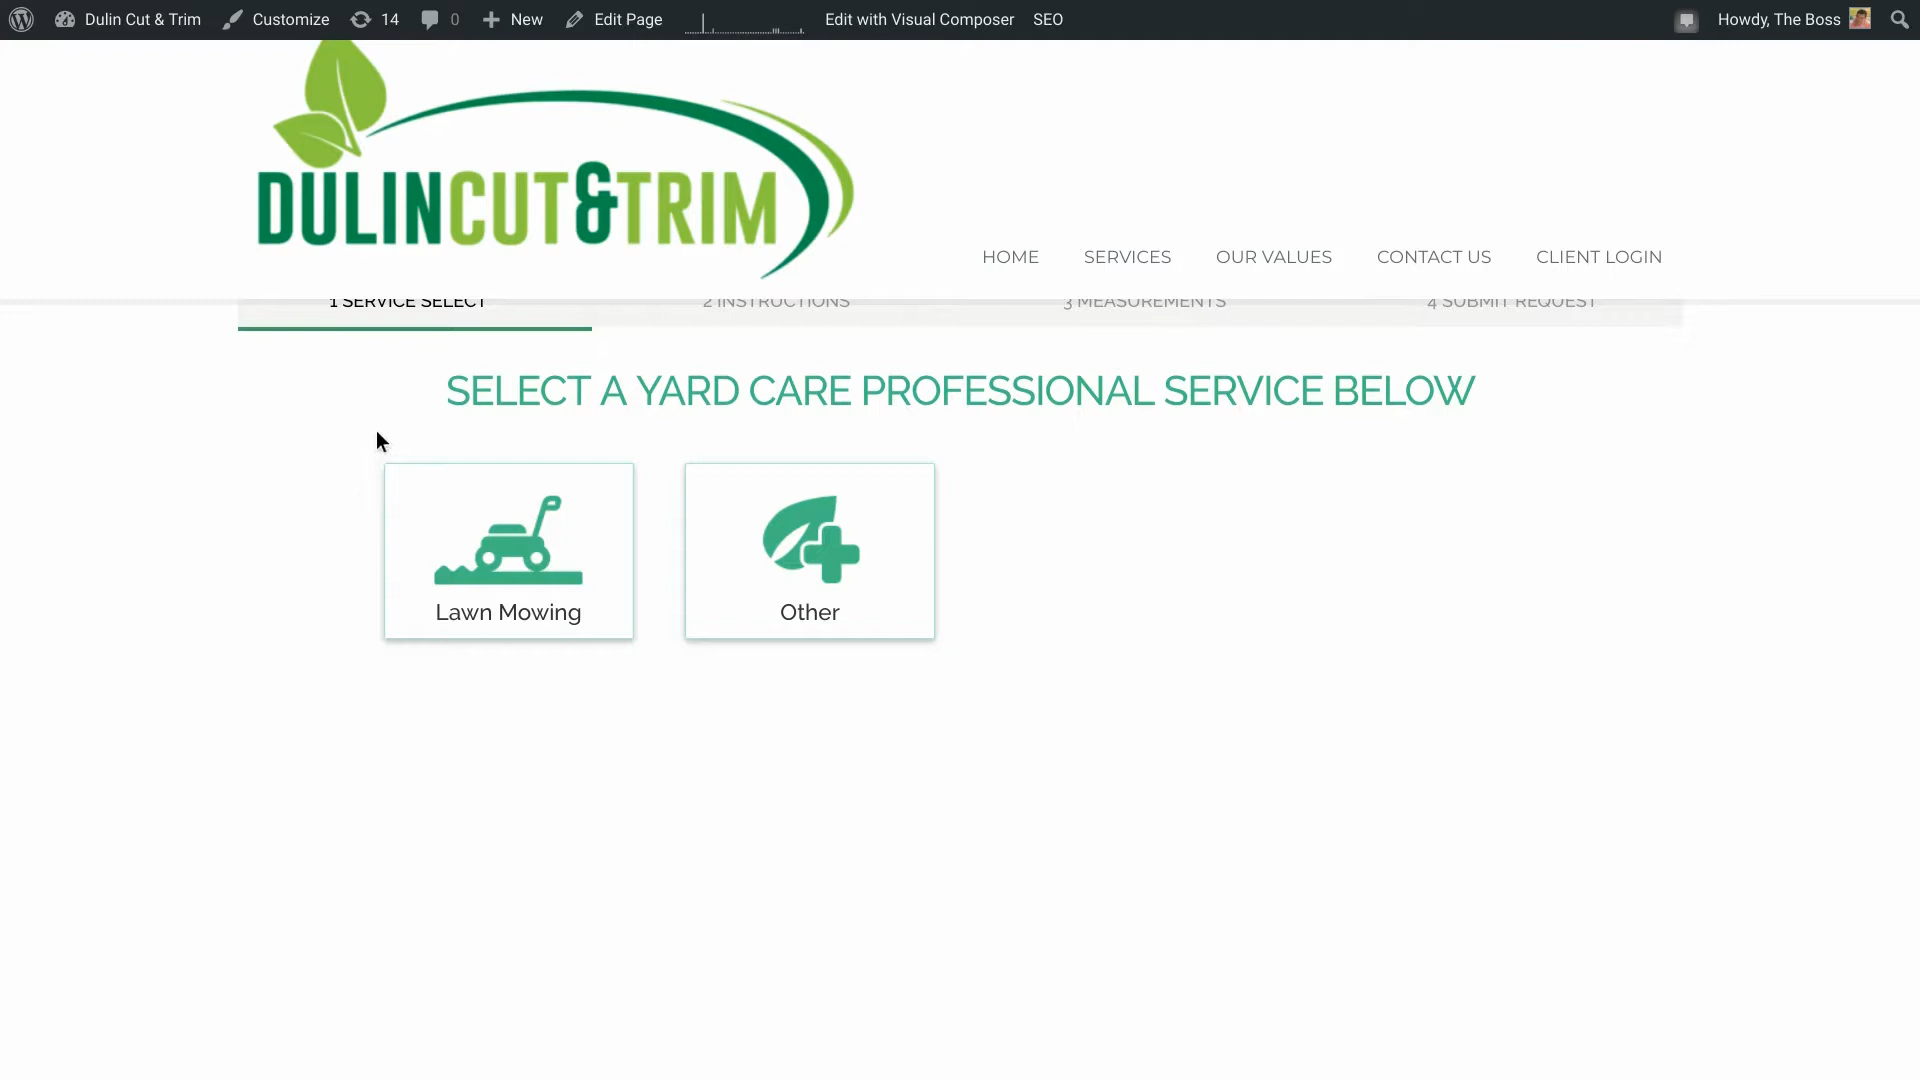 Dulin Cut & Trim Customize 14 0 New Edit Page Edit with Visual Composer SEO Howdy, The Boss
DULINCUT&TRIM
HOME SERVICES OUR VALUES CONTACT US CLIENT LOGIN
1 SERVICE SELECT 2 INSTRUCTIONS 3 MEASUREMENTS 4 SUBMIT REQUEST
SELECT A YARD CARE PROFESSIONAL SERVICE BELOW
Lawn Mowing Other